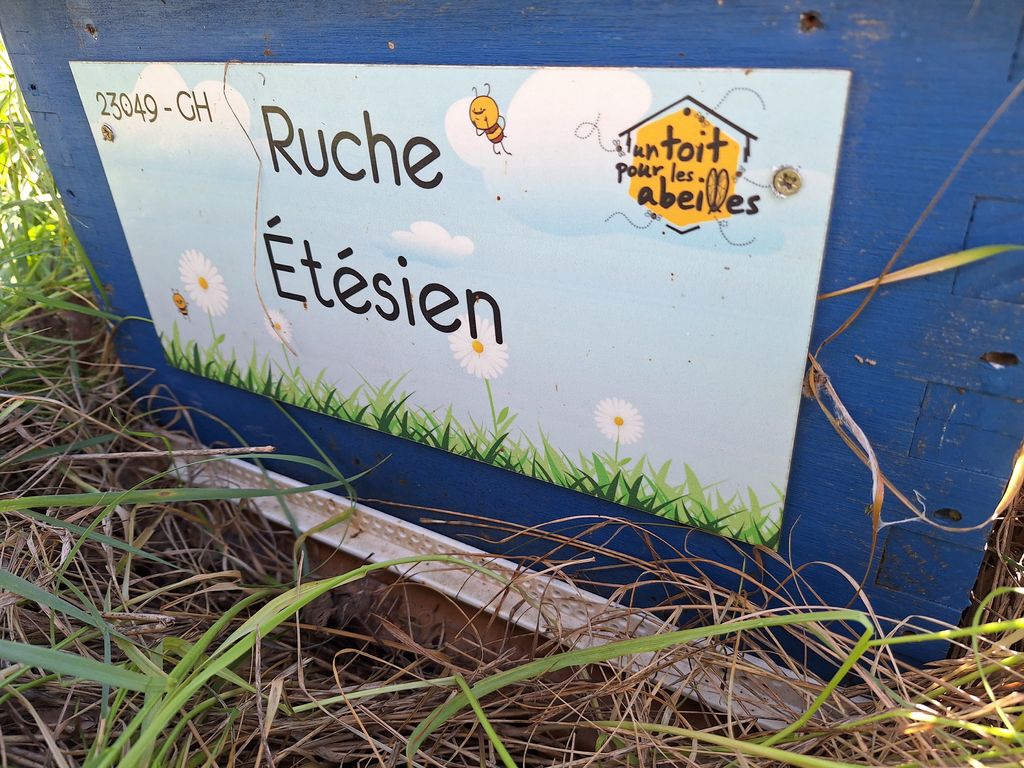 23049 - GH
Ruche
Étésien
un toit
pour les
abeilles